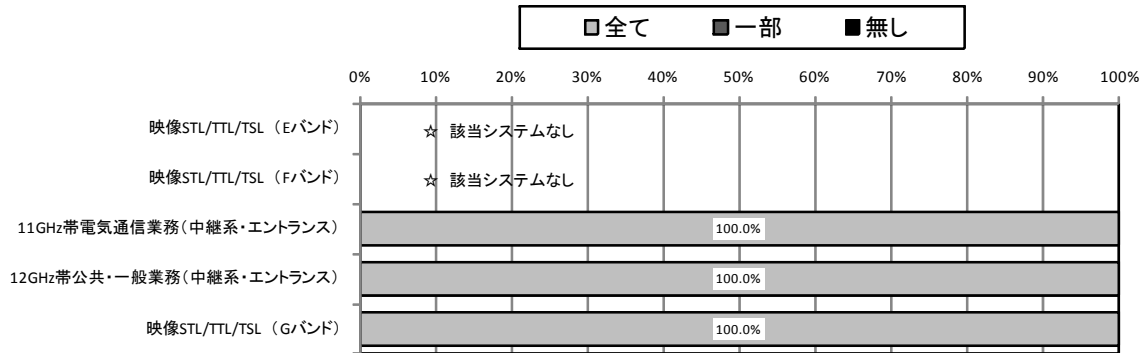 全て 一部 無し
0% 10% 20% 30% 40% 50% 60% 70% 80% 90% 100%
映像STL/TTL/TSL （Eバンド） ☆ 該当システムなし
映像STL/TTL/TSL （Fバンド） ☆ 該当システムなし
11GHz帯電気通信業務（中継系・エントランス） 100.0%
12GHz帯公共・一般業務（中継系・エントランス） 100.0%
映像STL/TTL/TSL （Gバンド） 100.0%